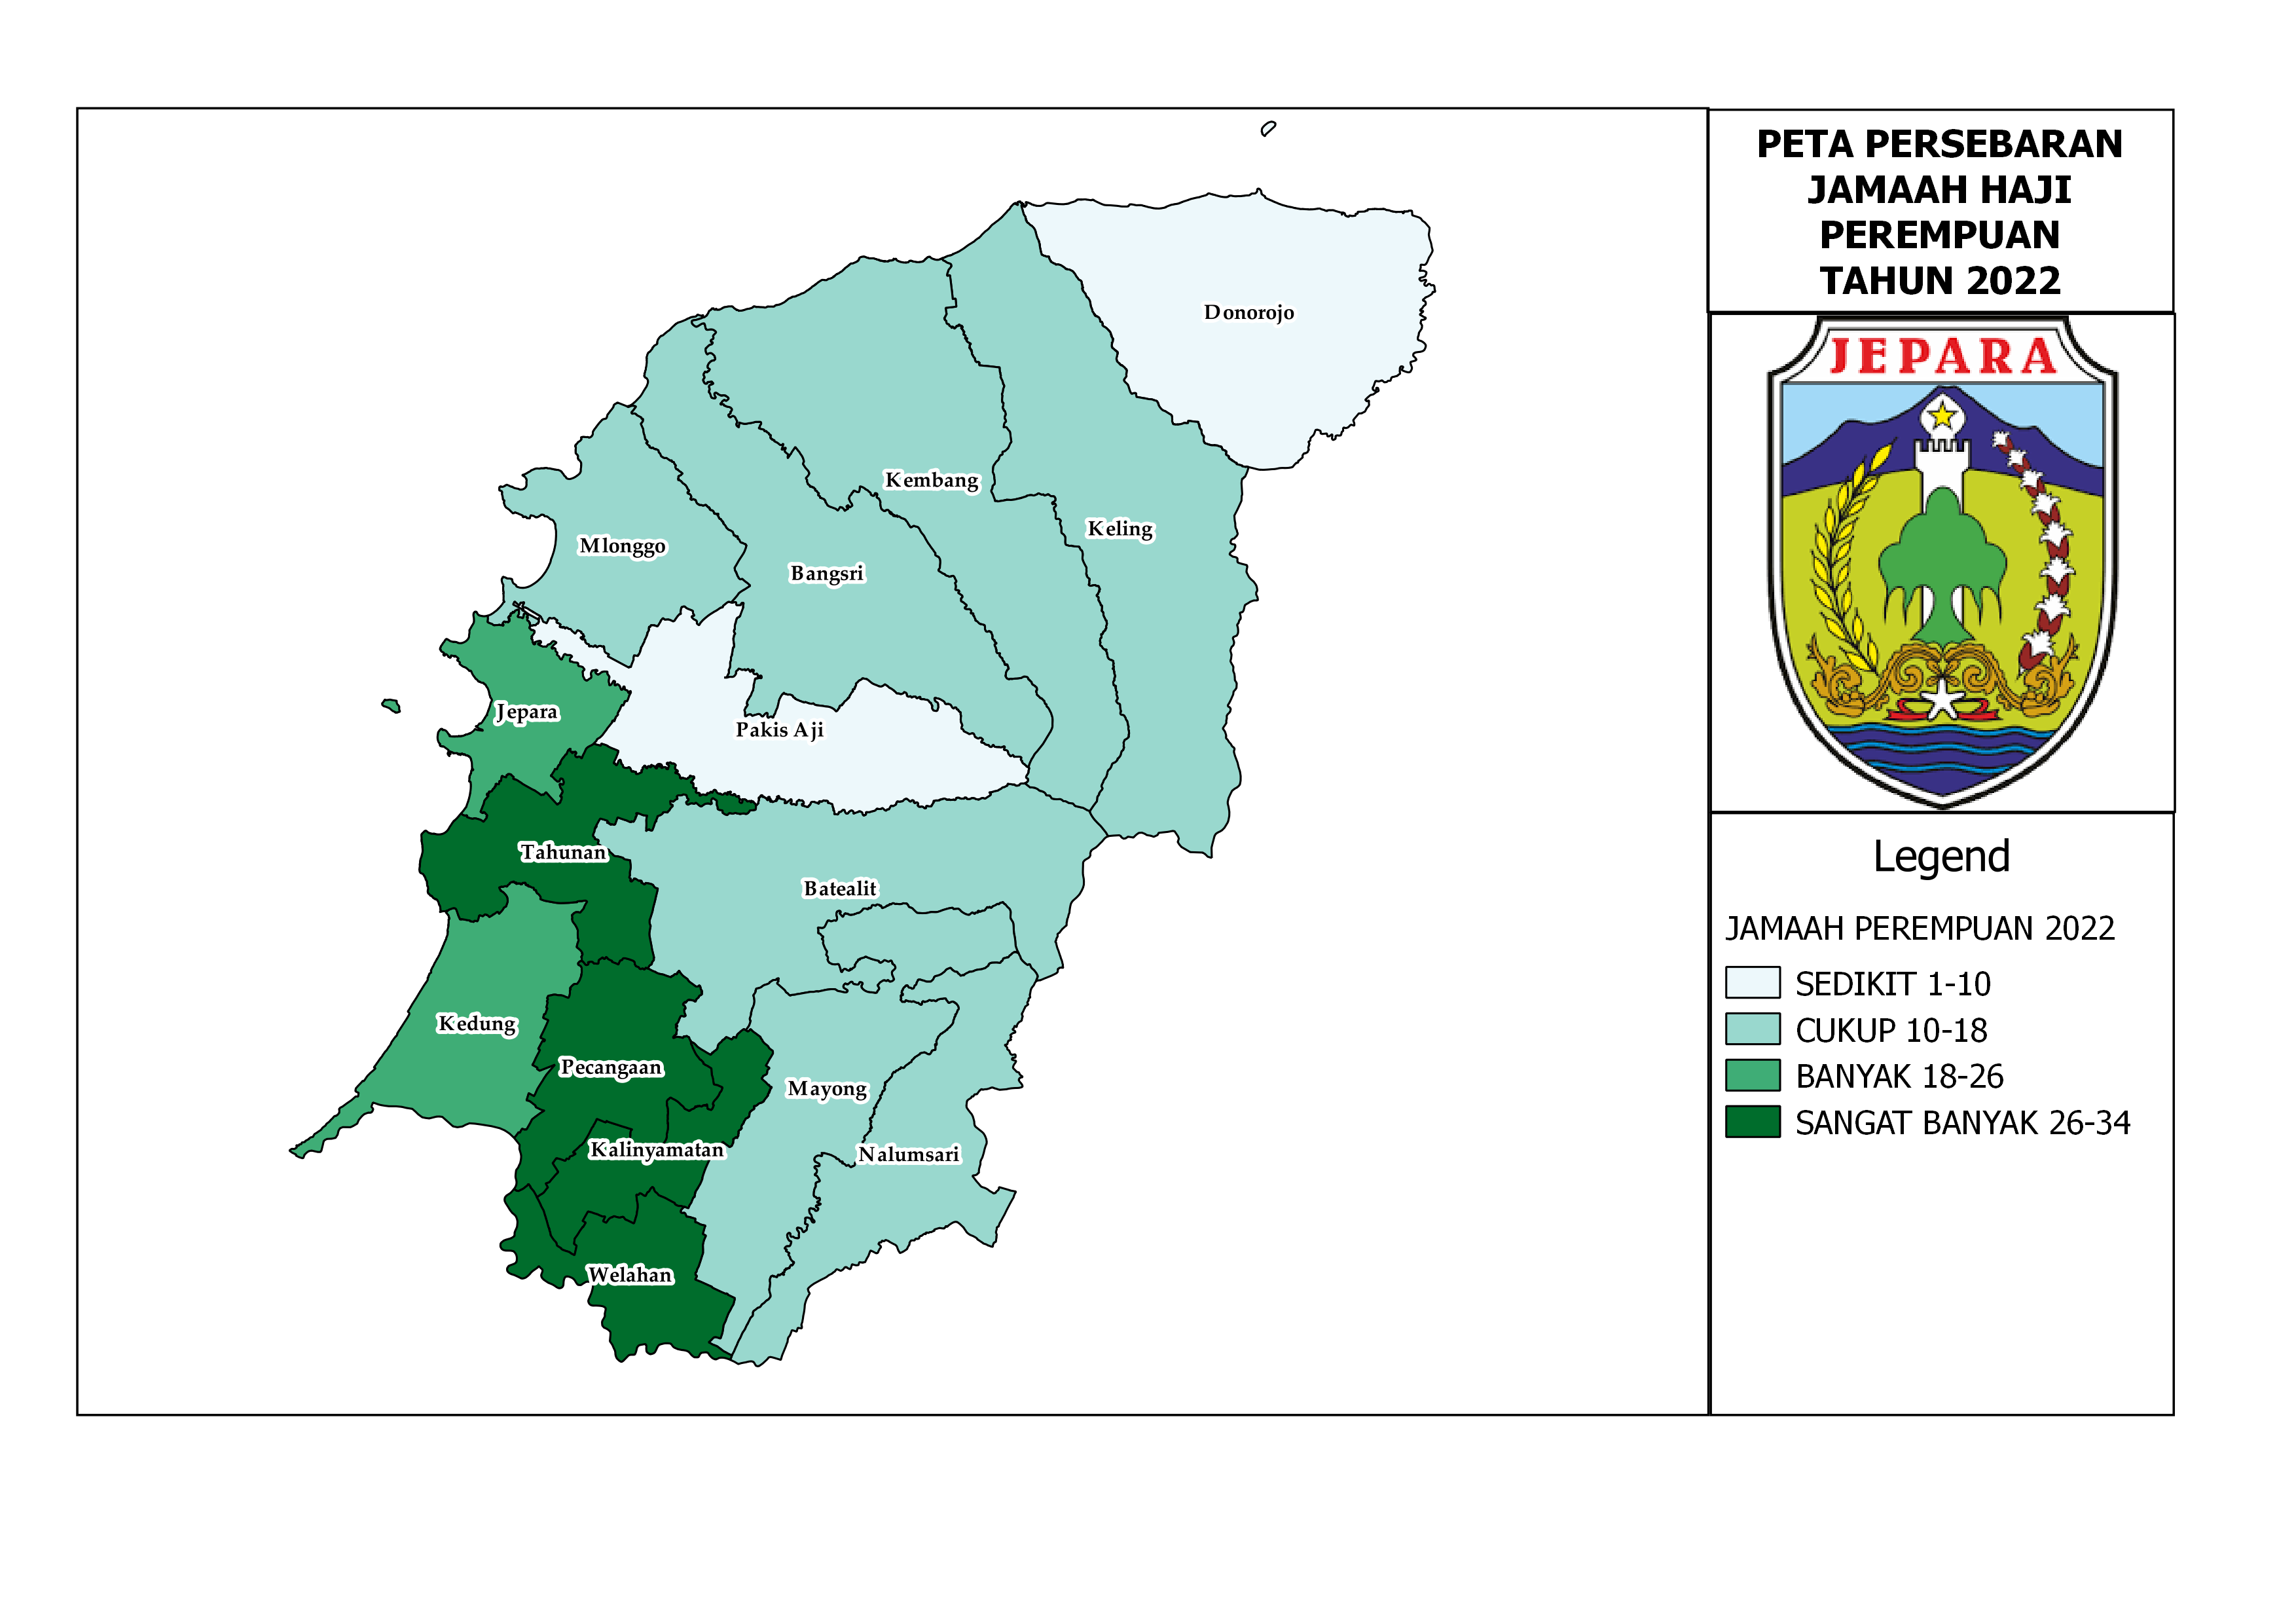 PETA PERSEBARAN
JAMAAH HAJI
PEREMPUAN
TAHUN 2022
JEPARA
Donorojo
Kembang
Keling
Mlonggo
Bangsri
Jepara
Pakis Aji
Tahunan
Batealit
Kedung
Pecangaan
Mayong
Kalinyamatan
Nalumsari
Welahan
Legend
JAMAAH PEREMPUAN 2022
SEDIKIT 1-10
CUKUP 10-18
BANYAK 18-26
SANGAT BANYAK 26-34